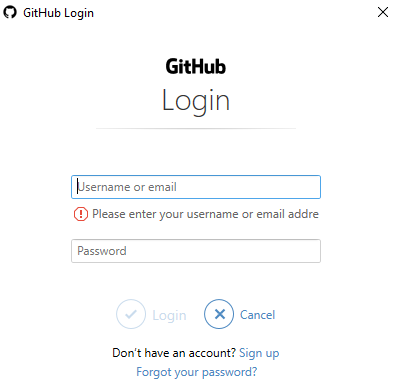 GitHub Login
GitHub
Login
Username or email
Please enter your username or email addre
Password
Login
Cancel
Don't have an account? Sign up
Forgot your password?